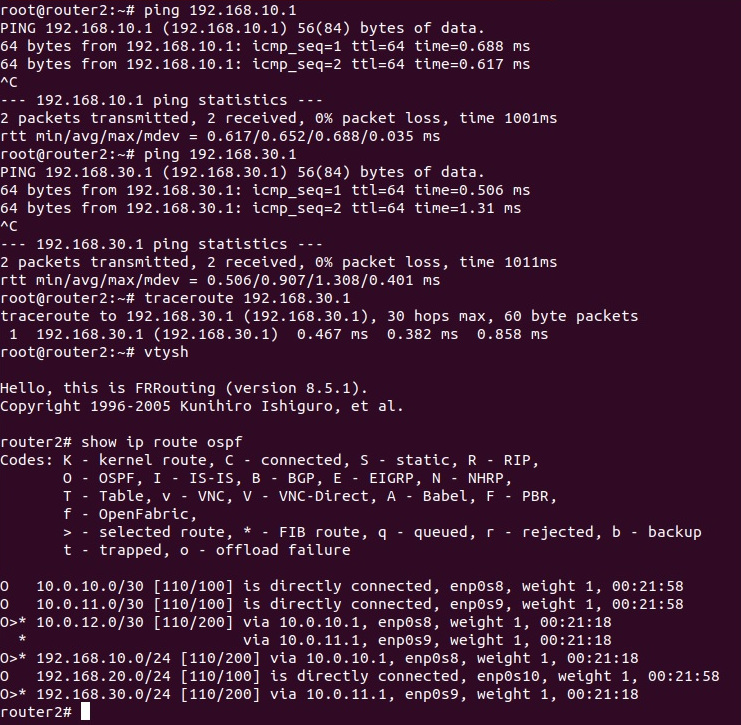 root@router2:~# ping 192.168.10.1
PING 192.168.10.1 (192.168.10.1) 56(84) bytes of data.
64 bytes from 192.168.10.1: icmp_seq=1 ttl=64 time=0.688 ms
64 bytes from 192.168.10.1: icmp_seq=2 ttl=64 time=0.617 ms
^C
--- 192.168.10.1 ping statistics ---
2 packets transmitted, 2 received, 0% packet loss, time 1001ms
rtt min/avg/max/mdev = 0.617/0.652/0.688/0.035 ms
root@router2:~# ping 192.168.30.1
PING 192.168.30.1 (192.168.30.1) 56(84) bytes of data.
64 bytes from 192.168.30.1: icmp_seq=1 ttl=64 time=0.506 ms
64 bytes from 192.168.30.1: icmp_seq=2 ttl=64 time=1.31 ms
^C
--- 192.168.30.1 ping statistics ---
2 packets transmitted, 2 received, 0% packet loss, time 1011ms
rtt min/avg/max/mdev = 0.506/0.907/1.308/0.401 ms
root@router2:~# traceroute 192.168.30.1
traceroute to 192.168.30.1 (192.168.30.1), 30 hops max, 60 byte packets
 1  192.168.30.1 (192.168.30.1)  0.467 ms  0.382 ms  0.858 ms
root@router2:~# vtysh

Hello, this is FRRouting (version 8.5.1).
Copyright 1996-2005 Kunihiro Ishiguro, et al.

router2# show ip route ospf
Codes: K - kernel route, C - connected, S - static, R - RIP,
       O - OSPF, I - IS-IS, B - BGP, E - EIGRP, N - NHRP,
       T - Table, v - VNC, V - VNC-Direct, A - Babel, F - PBR,
       f - OpenFabric,
       > - selected route, * - FIB route, q - queued, r - rejected, b - backup
       t - trapped, o - offload failure

O   10.0.10.0/30 [110/100] is directly connected, enp0s8, weight 1, 00:21:58
O   10.0.11.0/30 [110/100] is directly connected, enp0s9, weight 1, 00:21:58
O>* 10.0.12.0/30 [110/200] via 10.0.10.1, enp0s8, weight 1, 00:21:18
  *                        via 10.0.11.1, enp0s9, weight 1, 00:21:18
O>* 192.168.10.0/24 [110/200] via 10.0.10.1, enp0s8, weight 1, 00:21:18
O   192.168.20.0/24 [110/100] is directly connected, enp0s10, weight 1, 00:21:58
O>* 192.168.30.0/24 [110/200] via 10.0.11.1, enp0s9, weight 1, 00:21:18
router2#